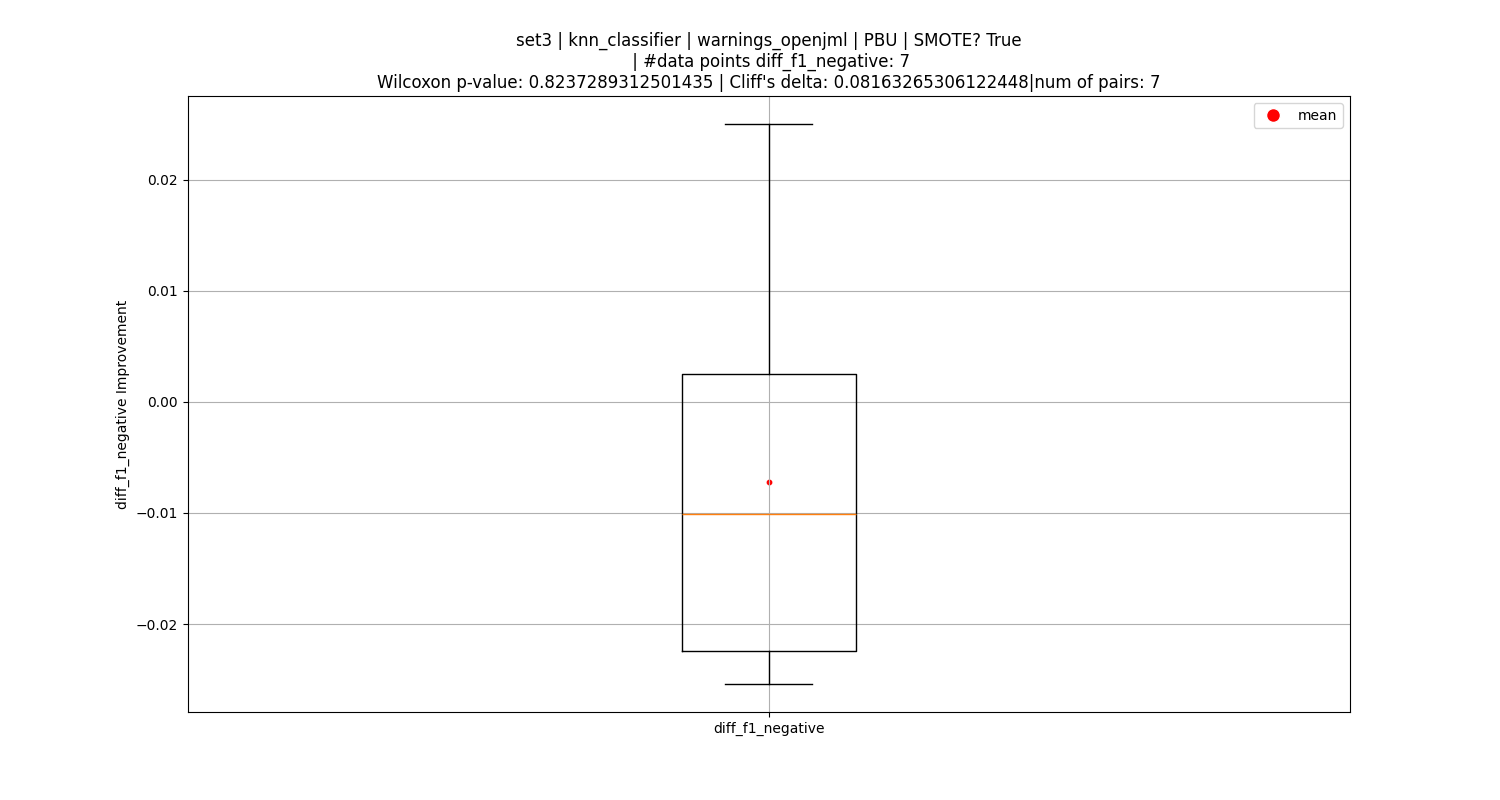 set3 | knn_classifier | warnings_openjml | PBU | SMOTE? True
| #data points diff_f1_negative: 7
Wilcoxon p-value: 0.8237289312501435 | Cliff's delta: 0.08163265306122448|num of pairs: 7
mean
0.02
0.01
0.00
−0.01
−0.02
diff_f1_negative Improvement
diff_f1_negative